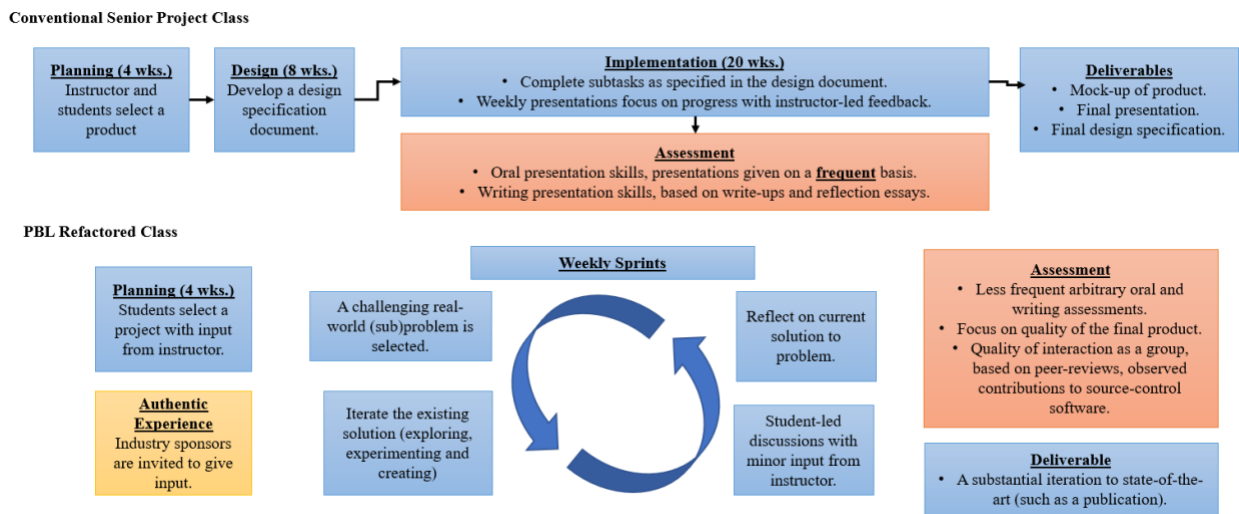 Conventional Senior Project Class
Planning (4 wks.)
Instructor and
students select a
product
Design (8 wks.)
Develop a design
specification
document.
Implementation (20 wks.)
• Complete subtasks as specified in the design document.
• Weekly presentations focus on progress with instructor-led feedback.
Deliverables
• Mock-up of product.
• Final presentation.
• Final design specification.
Assessment
• Oral presentation skills, presentations given on a frequent basis.
• Writing presentation skills, based on write-ups and reflection essays.
PBL Refactored Class
Planning (4 wks.)
Students select a
project with input
from instructor.
Authentic
Experience
Industry sponsors
are invited to give
input.
Weekly Sprints
A challenging real-
world (sub)problem is
selected.
Iterate the existing
solution (exploring,
experimenting and
creating)
Student-led
discussions with
minor input from
instructor.
Reflect on current
solution to
problem.
Assessment
• Less frequent arbitrary oral and
writing assessments.
• Focus on quality of the final product.
• Quality of interaction as a group,
based on peer-reviews, observed
contributions to source-control
software.
Deliverable
• A substantial iteration to state-of-the-
art (such as a publication).